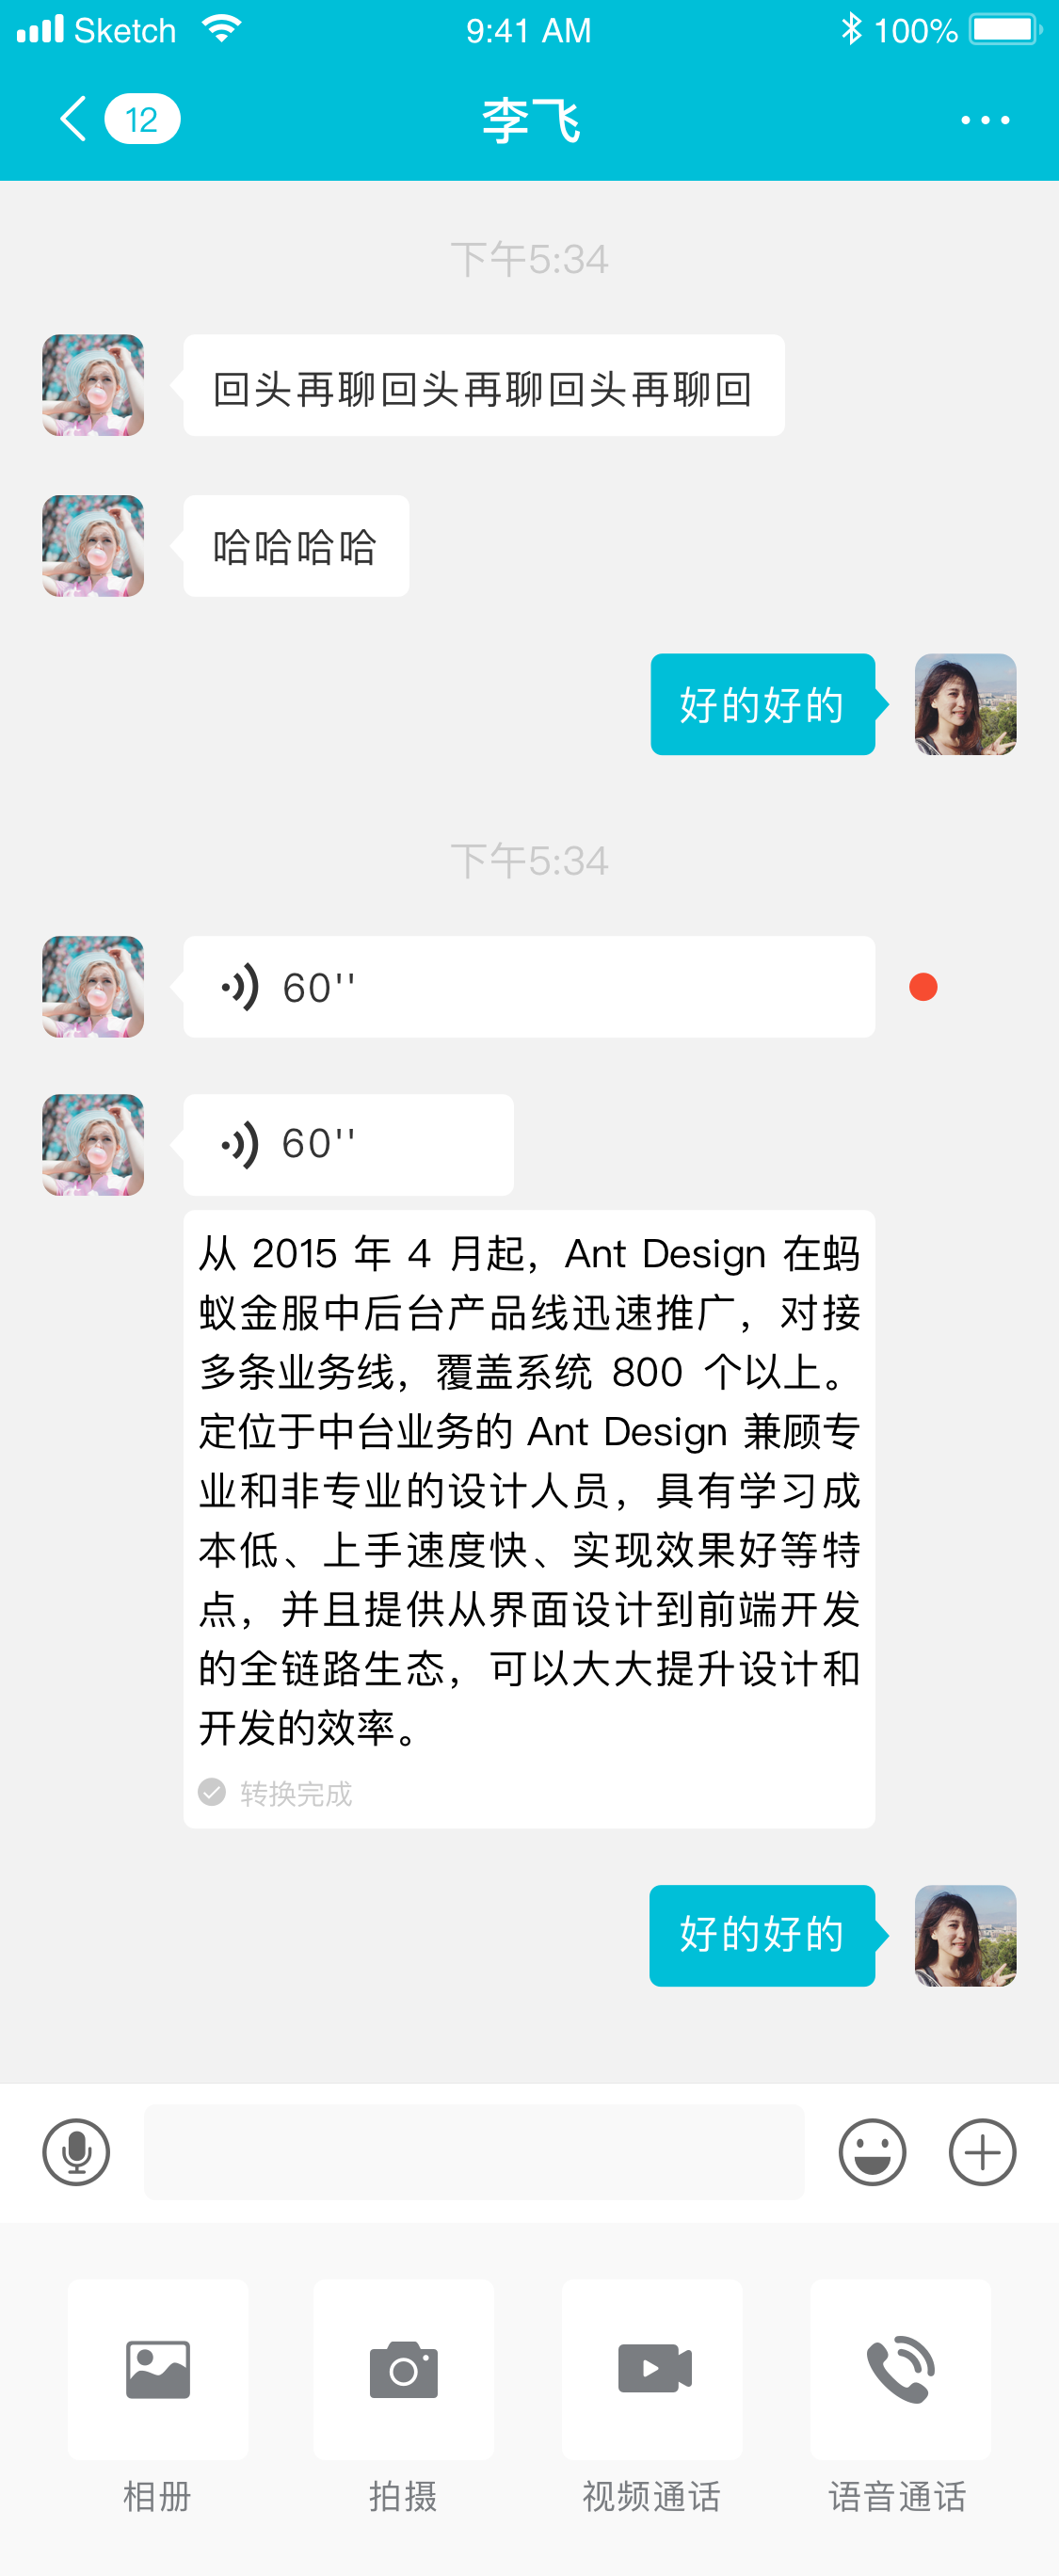 Sketch 9:41 AM 100%
12 李飞
下午5:34
回头再聊回头再聊回头再聊回
哈哈哈哈
好的好的
下午5:34
60''
60''
从 2015 年 4 月起，Ant Design 在蚂
蚁金服中后台产品线迅速推广，对接
多条业务线，覆盖系统 800 个以上。
定位于中台业务的 Ant Design 兼顾专
业和非专业的设计人员，具有学习成
本低、上手速度快、实现效果好等特
点，并且提供从界面设计到前端开发
的全链路生态，可以大大提升设计和
开发的效率。
转换完成
好的好的
相册 拍摄 视频通话 语音通话